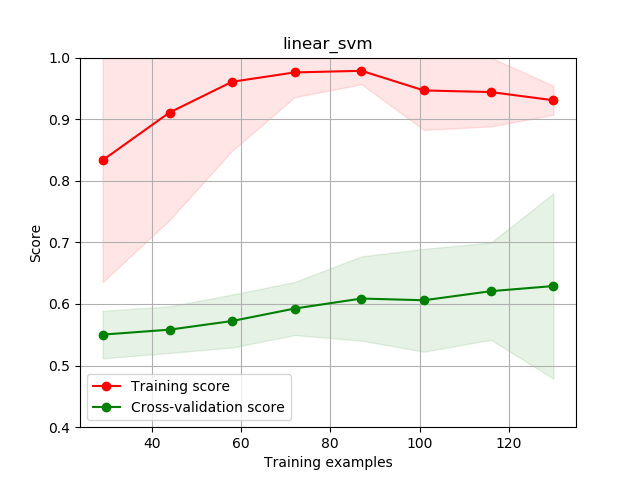 linear_svm
1.0
0.9
0.8
0.7
0.6
0.5
0.4
Score
Training score
Cross-validation score
40 60 80 100 120
Training examples